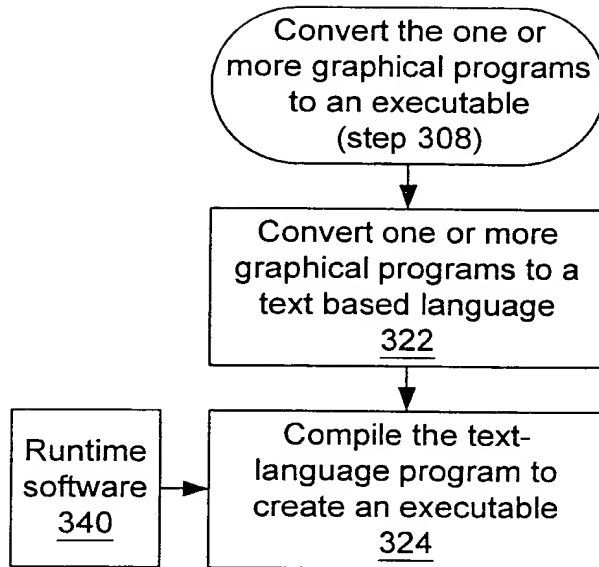 Convert the one or
more graphical programs
to an executable
(step 308)
Convert one or more
graphical programs to a
text based language
322
Runtime
software
340
Compile the text-
language program to
create an executable
324